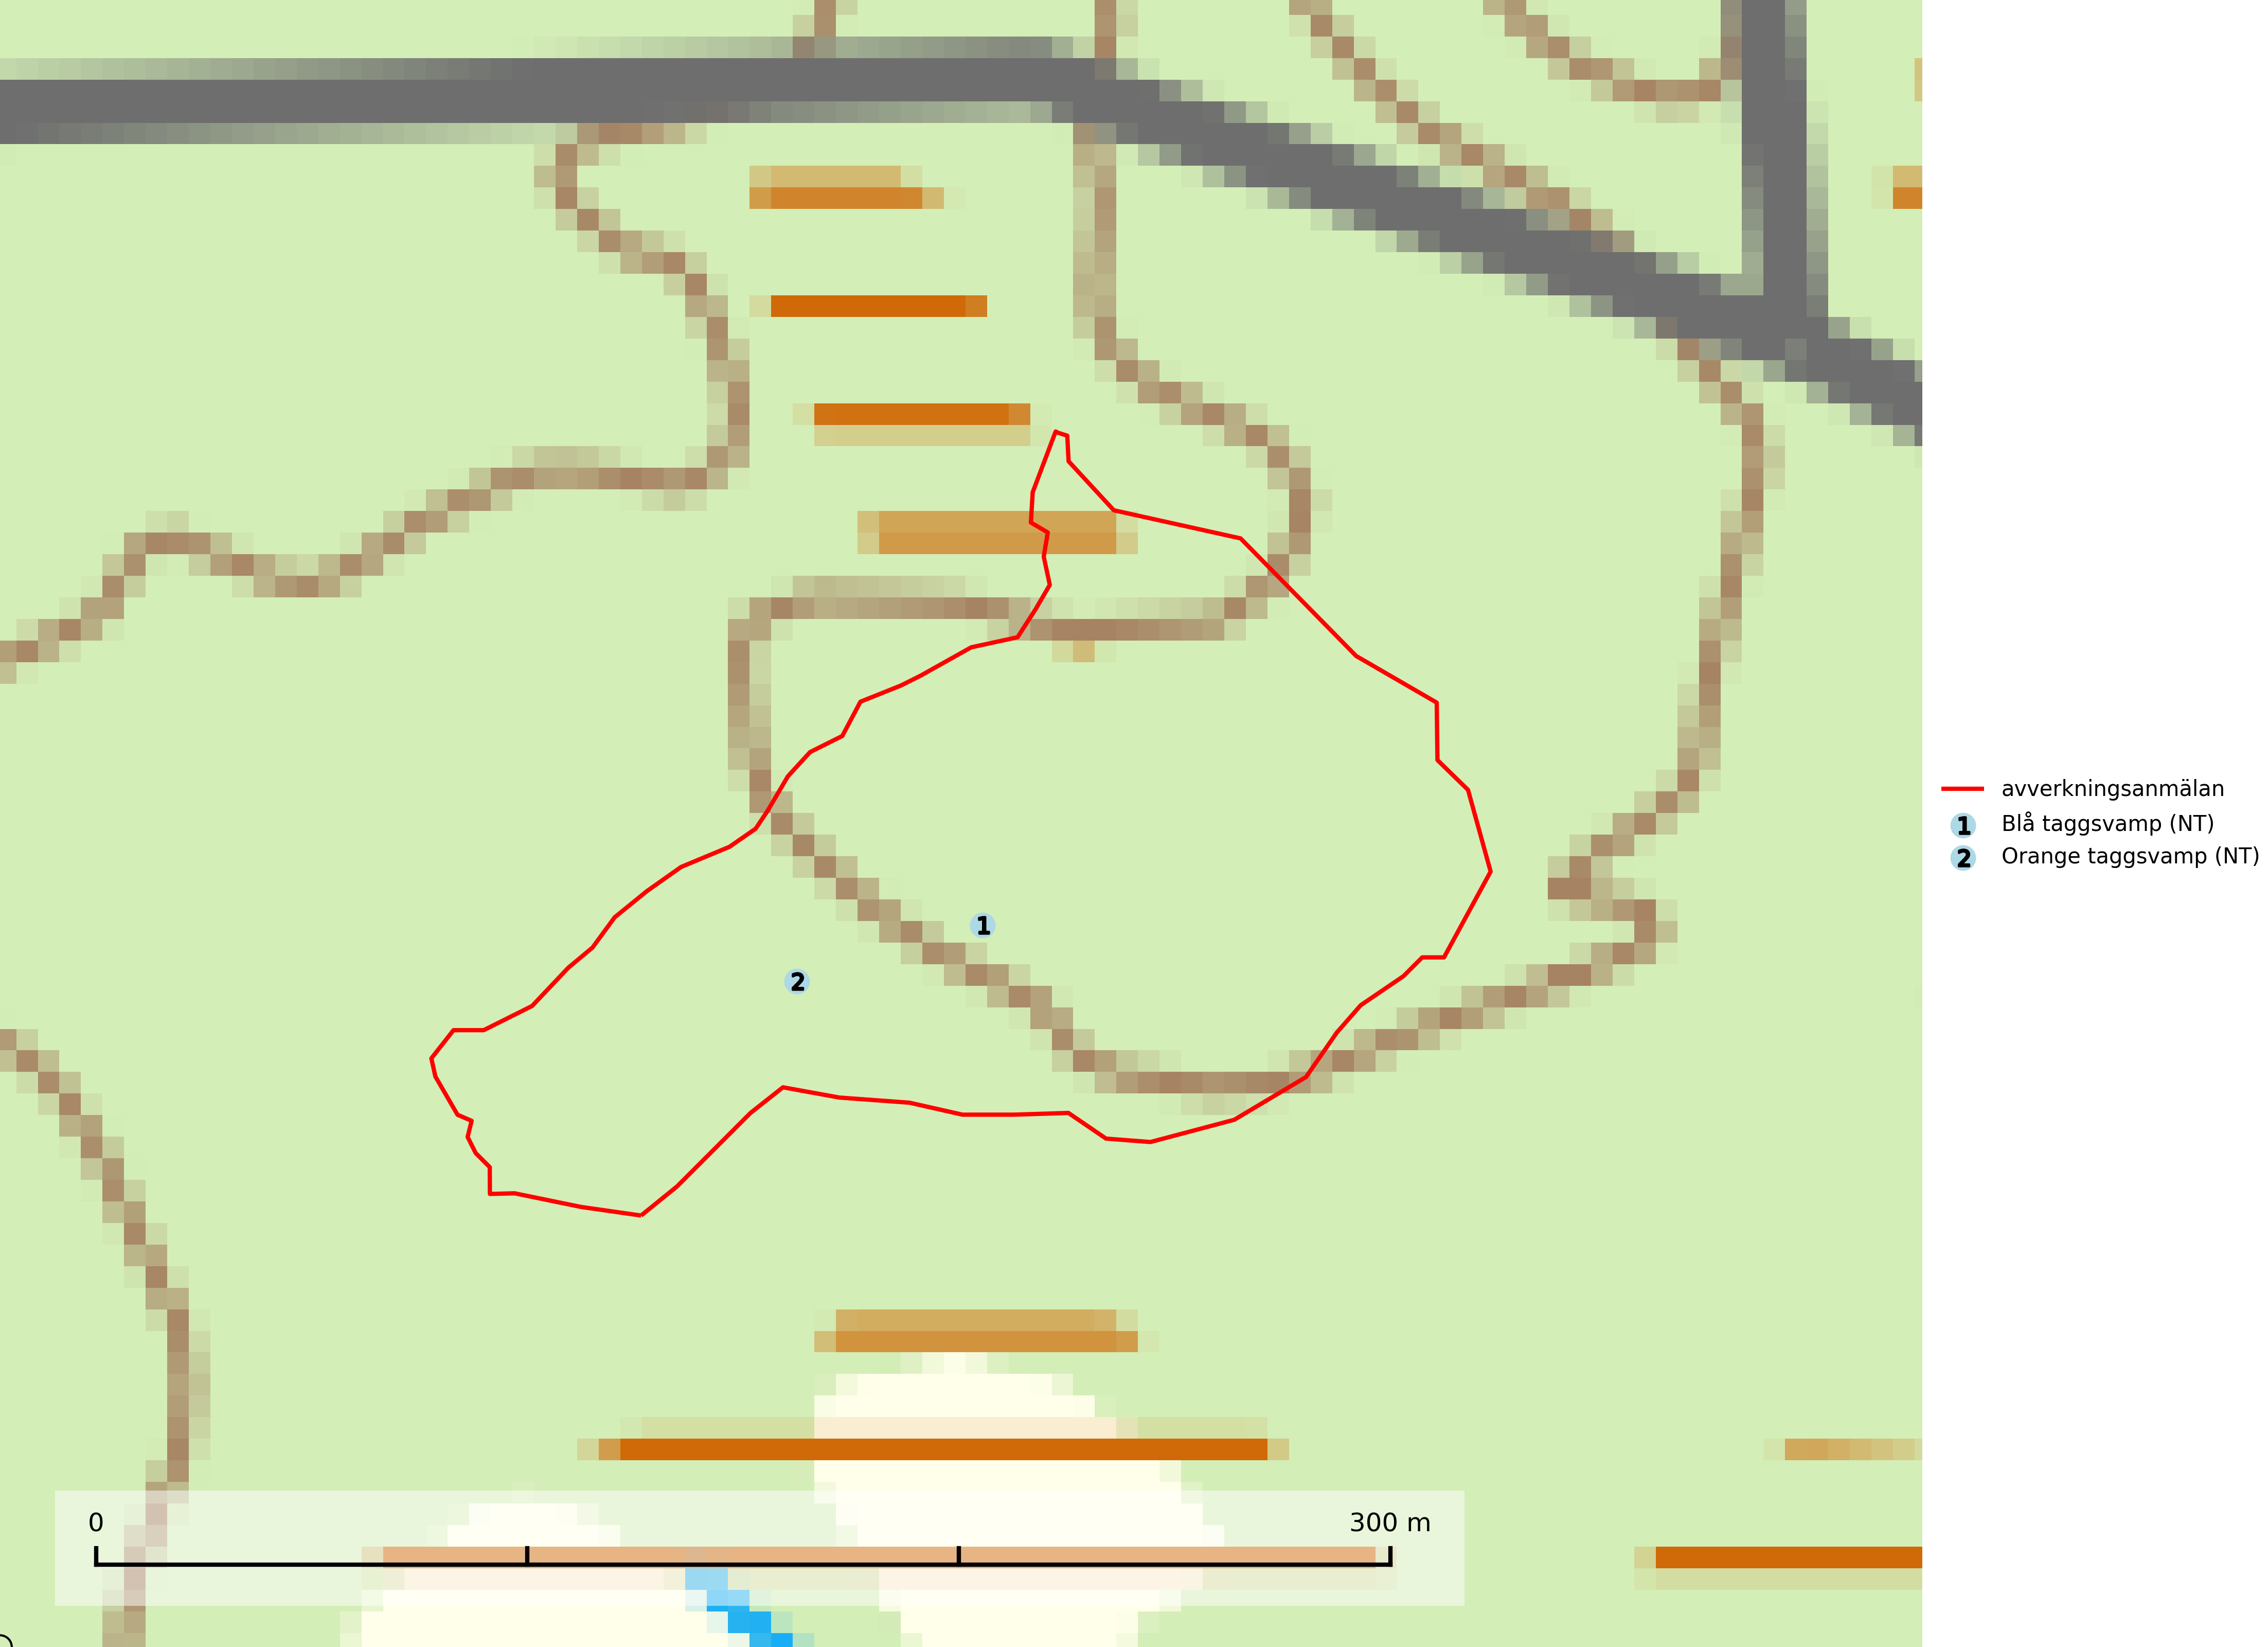 avverkningsanmälan
1 Blå taggsvamp (NT)
2 Orange taggsvamp (NT)
1
2
0 300 m